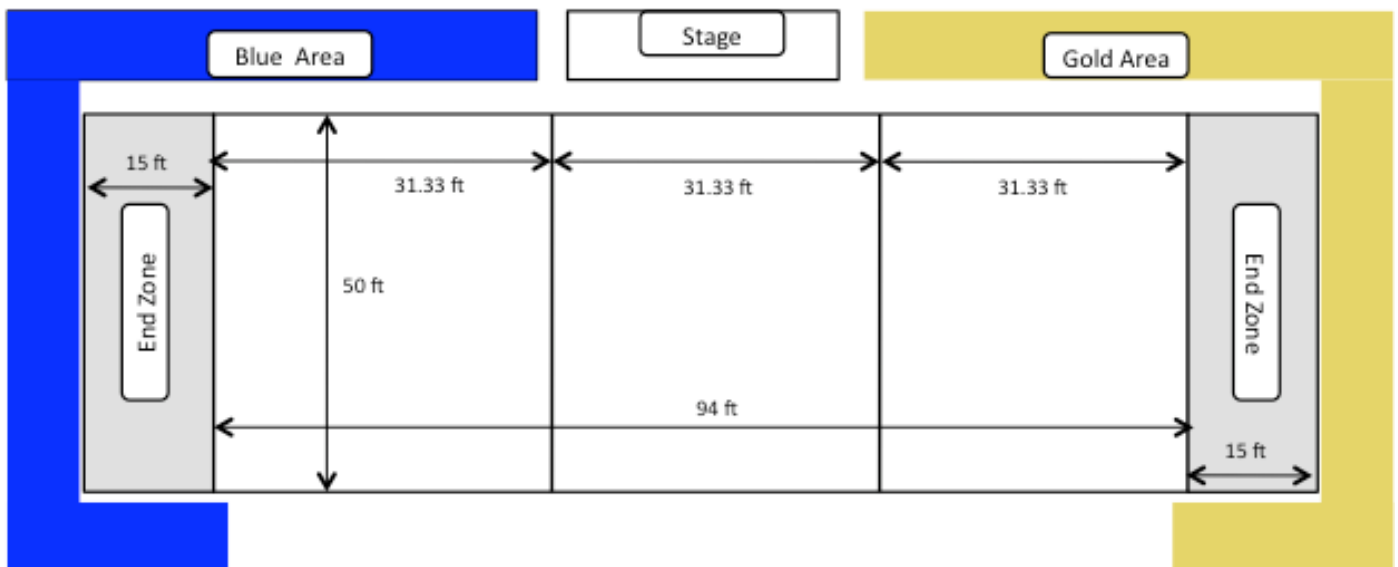 Blue Area
Stage
Gold Area
15 ft
31.33 ft
31.33 ft
31.33 ft
End Zone
50 ft
End Zone
94 ft
15 ft